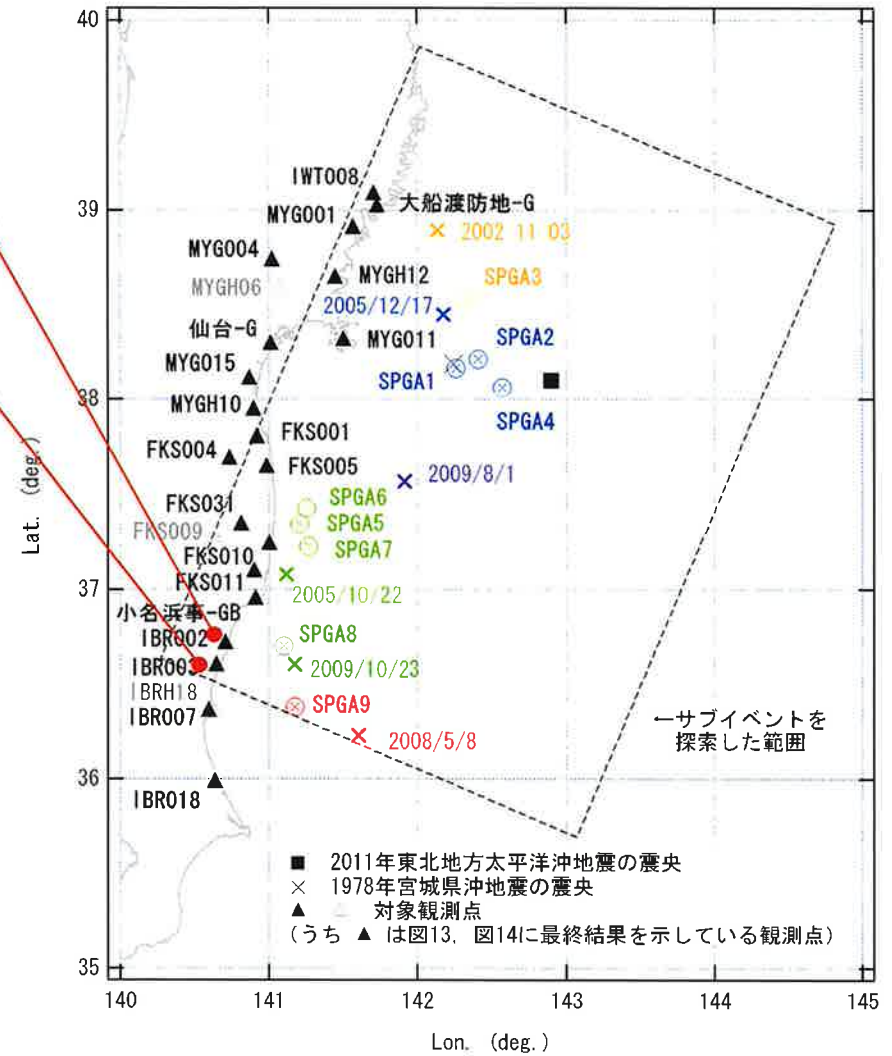 40
39
38
37
36
35
Lat. (deg.)
140
141
142
143
144
145
Lon. (deg.)
IWT008
大船渡防地-G
MYG001
2002 11 03
MYG004
MYGH12
SPGA3
MYGH06
2005/12/17
仙台-G
MYG011
SPGA2
MYG015
SPGA1
SPGA4
MYGH10
FKS001
FKS004
FKS005
2009/8/1
FKS031
SPGA6
SPGA5
FKS009
SPGA7
FKS010
FKS011
2005/10/22
小名浜事-GB
IBR002
SPGA8
IBR003
2009/10/23
IBRH18
SPGA9
IBR007
2008/5/8
←サブイベントを
探索した範囲
IBR018
2011年東北地方太平洋沖地震の震央
1978年宮城県沖地震の震央
対象観測点
(うち ▲ は図13, 図14に最終結果を示している観測点)